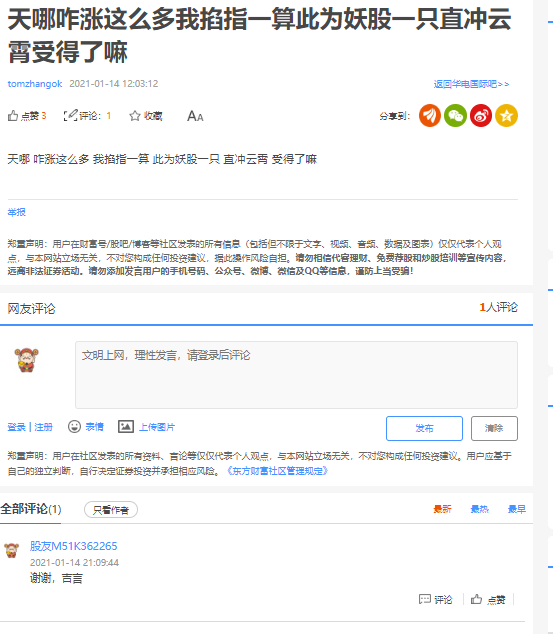 天哪咋涨这么多我掐指一算此为妖股一只直冲云
霄受得了嘛
tomzhangok 2021-01-14 12:03:12 返回华电国际吧>>
点赞 3 评论： 1 收藏 AA 分享到：
天哪 咋涨这么多 我掐指一算 此为妖股一只 直冲云霄 受得了嘛
举报
郑重声明：用户在财富号/股吧/博客等社区发表的所有信息（包括但不限于文字、视频、音频、数据及图表）仅仅代表个人观
点，与本网站立场无关，不对您构成任何投资建议，据此操作风险自担。请勿相信代客理财、免费荐股和炒股培训等宣传内容，
远离非法证券活动。请勿添加发言用户的手机号码、公众号、微博、微信及QQ等信息，谨防上当受骗！
网友评论 1人评论
文明上网，理性发言，请登录后评论
登录 | 注册 表情 上传图片 发布 清除
郑重声明：用户在社区发表的所有资料、言论等仅仅代表个人观点，与本网站立场无关，不对您构成任何投资建议。用户应基于
自己的独立判断，自行决定证券投资并承担相应风险。《东方财富社区管理规定》
全部评论(1) 只看作者 最新 最热 最早
股友M51K362265
2021-01-14 21:09:44
谢谢，吉言
评论 点赞